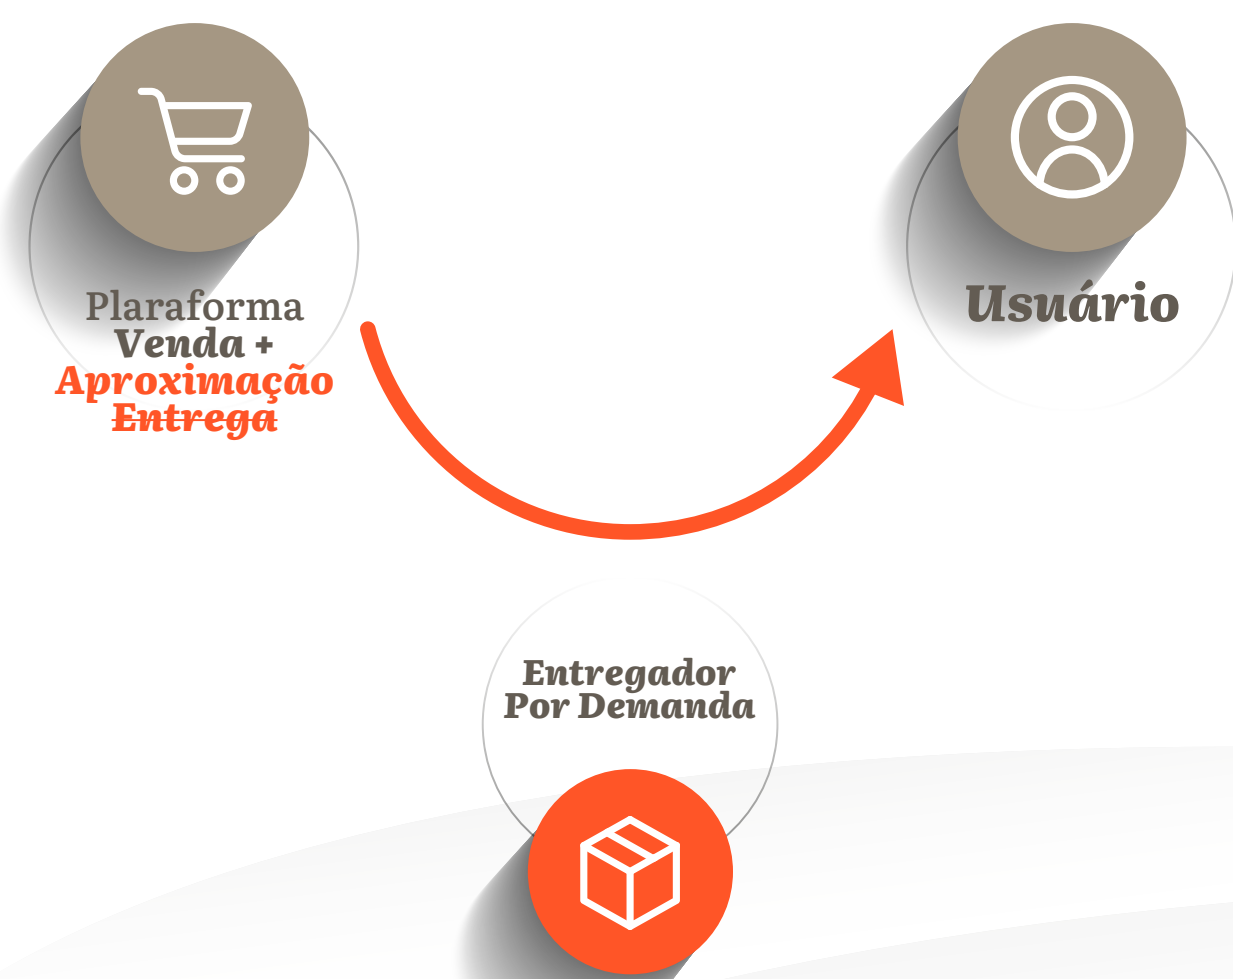 Plaraforma
Venda +
Aproximação
Entrega
Usuário
Entregador
Por Demanda